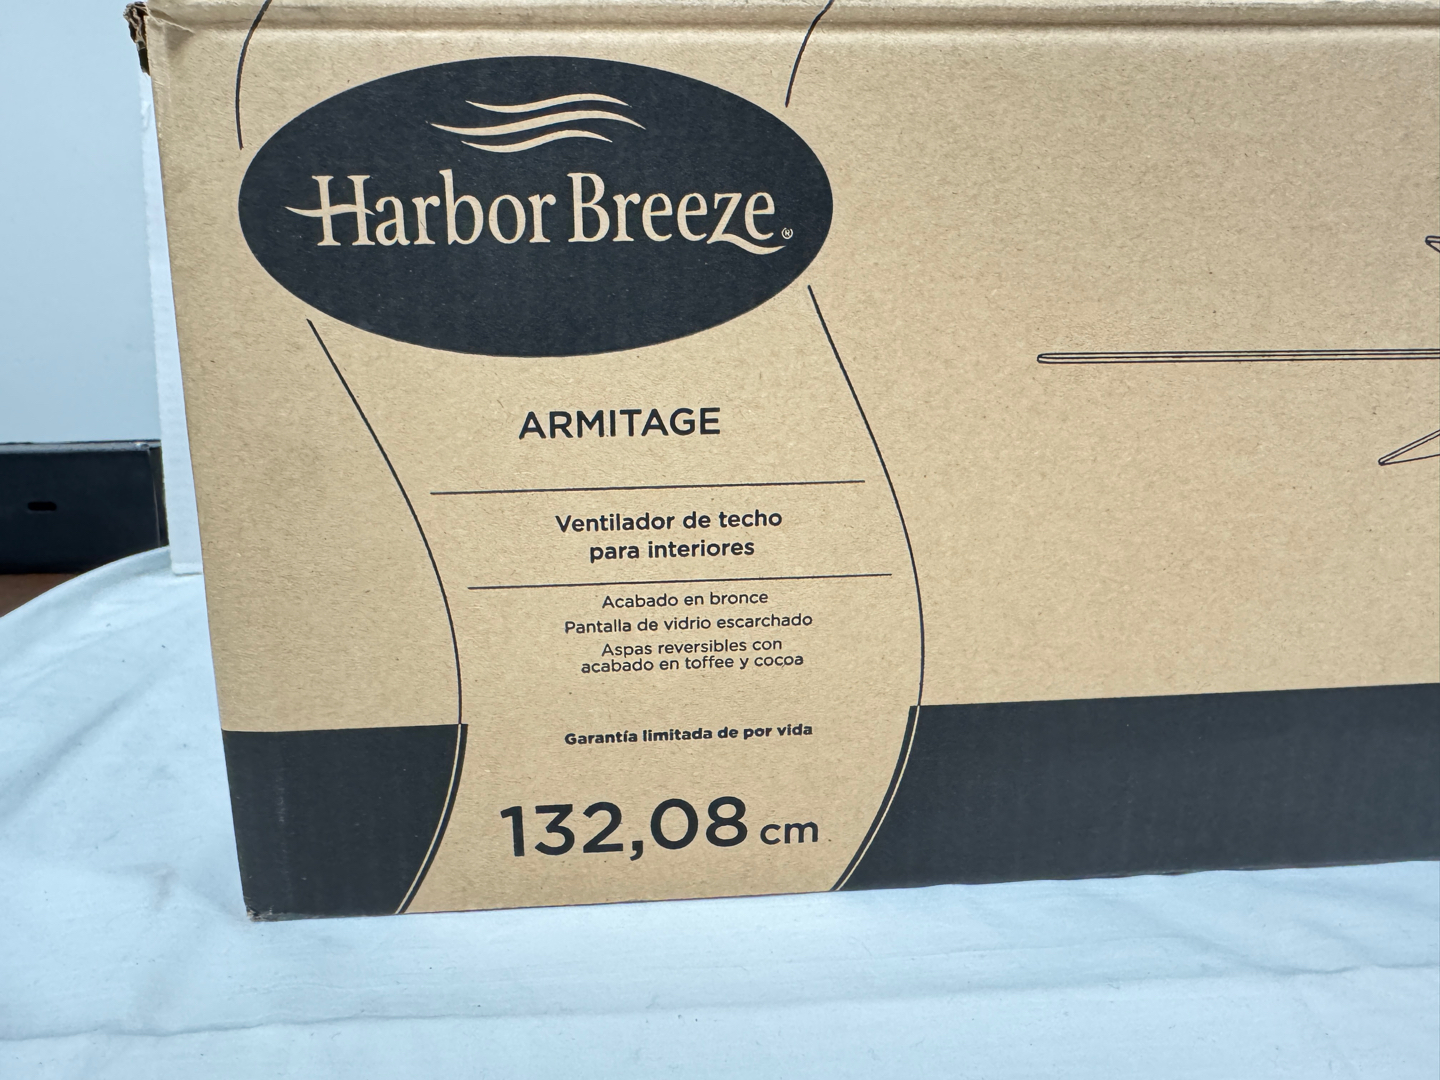 Harbor Breeze®
ARMITAGE
Ventilador de techo
para interiores
Acabado en bronce
Pantalla de vidrio escarchado
Aspas reversibles con
acabado en toffee y cocoa
Garantía limitada de por vida
132,08 cm